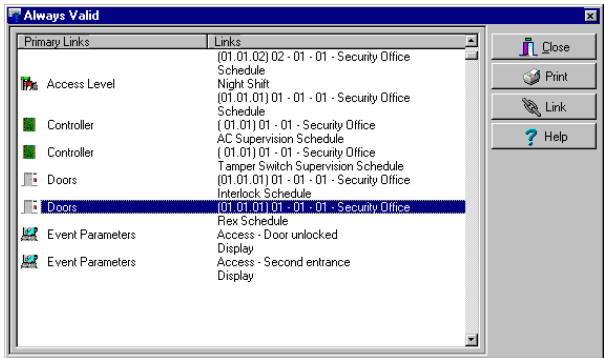 Always Valid
Primary Links Links
(01.01.02) 02 - 01 - 01 - Security Office
Schedule
Access Level Night Shift
(01.01.01) 01 - 01 - 01 - Security Office
Schedule
Controller ( 01.01) 01 - 01 - Security Office
AC Supervision Schedule
Controller ( 01.01) 01 - 01 - Security Office
Tamper Switch Supervision Schedule
Doors (01.01.01) 01 - 01 - 01 - Security Office
Interlock Schedule
Doors (01.01.01) 01 - 01 - 01 - Security Office
Rex Schedule
Event Parameters Access - Door unlocked
Display
Event Parameters Access - Second entrance
Display
Close
Print
Link
Help